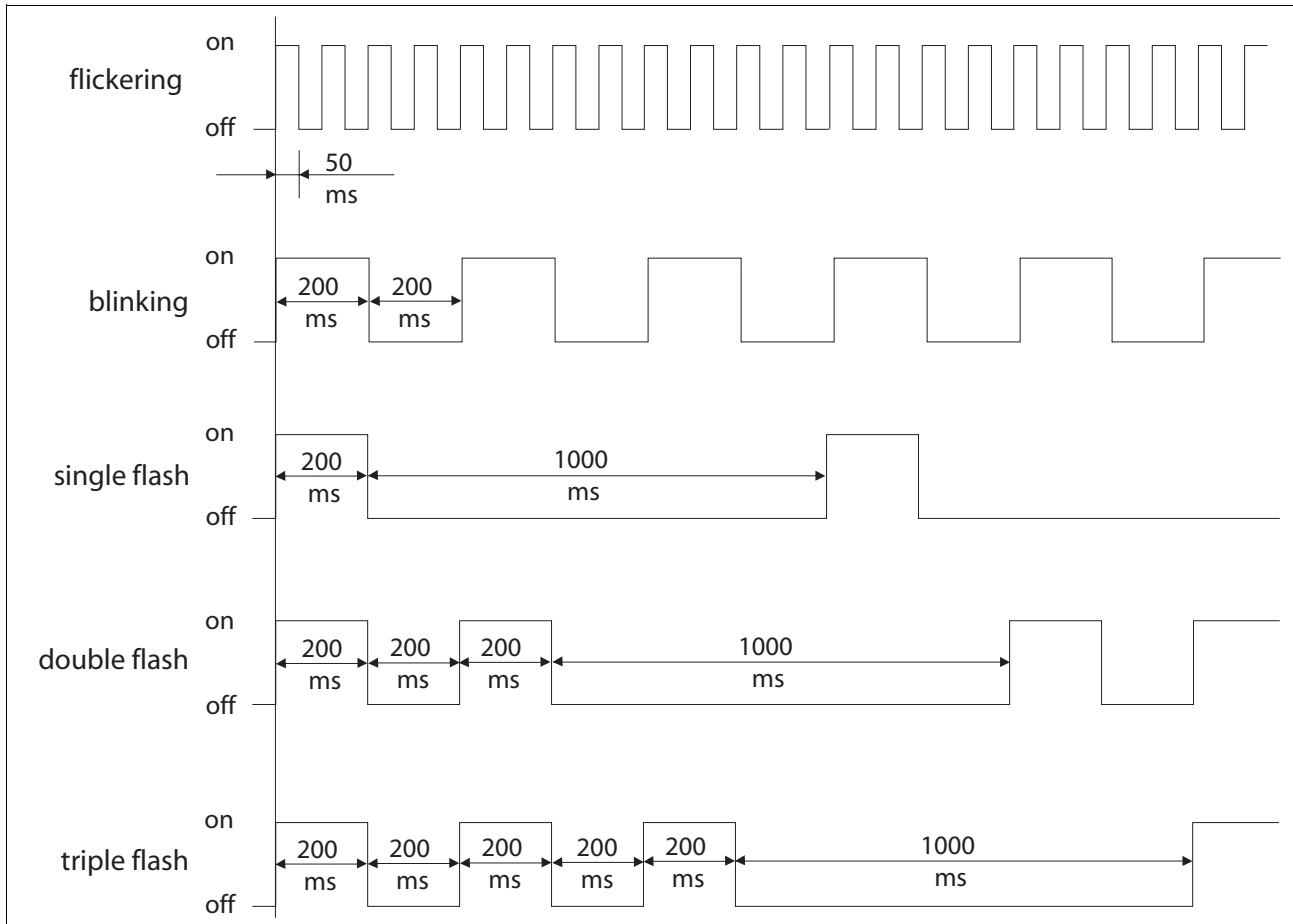 on
flickering
off
50
ms
on
200 200
blinking
ms ms
off
on
200 1000
single flash
ms ms
off
on
200 200 200 1000
double flash
ms ms ms ms
off
on
200 200 200 200 200 1000
triple flash
ms ms ms ms ms ms
off